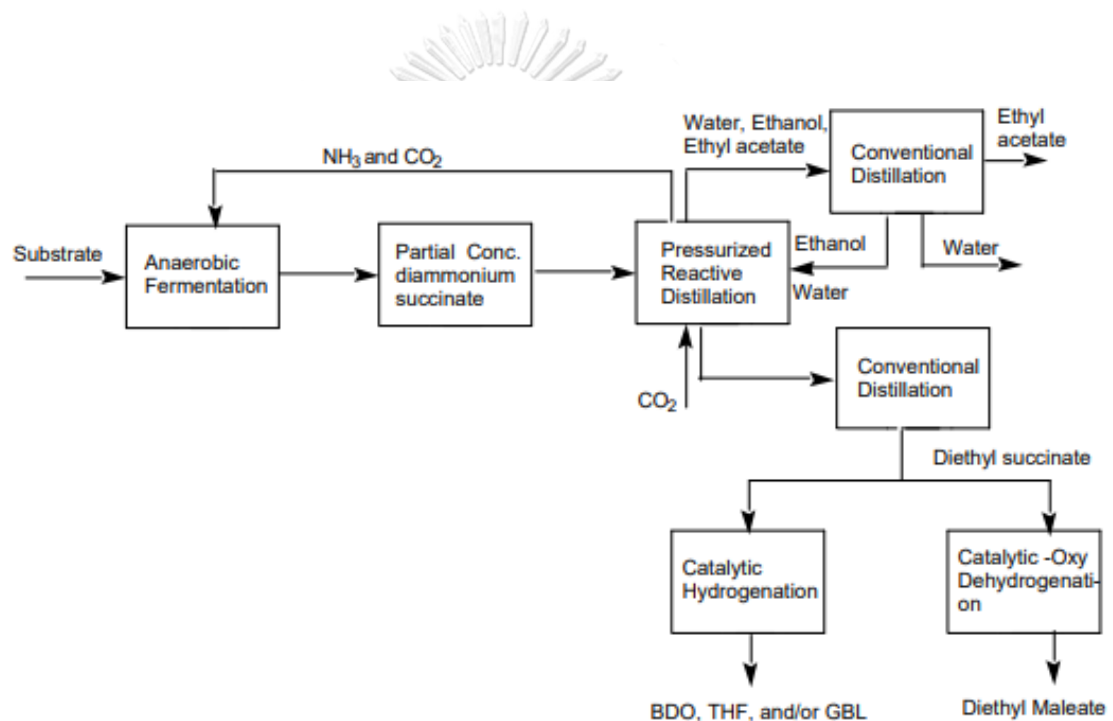 Water, Ethanol,
Ethyl acetate
Ethyl
acetate
Conventional
Distillation
NH₃ and CO₂
Substrate
Anaerobic
Fermentation
Partial Conc.
diammonium
succinate
Pressurized
Reactive
Distillation
Ethanol
Water
Water
CO₂
Conventional
Distillation
Diethyl succinate
Catalytic
Hydrogenation
Catalytic -Oxy
Dehydrogenati-
on
BDO, THF, and/or GBL
Diethyl Maleate